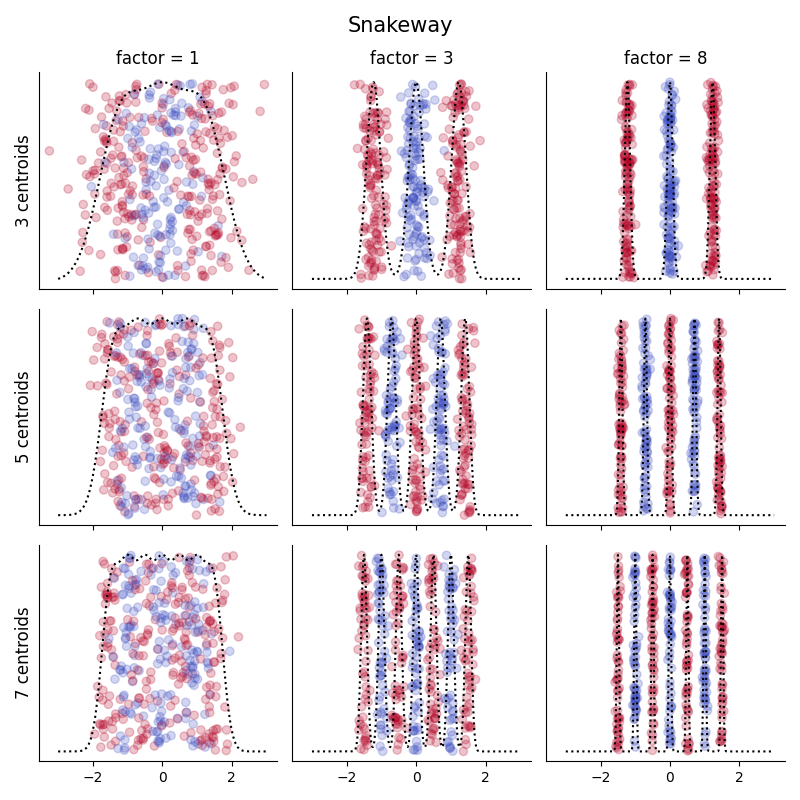 Snakeway
factor = 1 factor = 3 factor = 8
3 centroids
5 centroids
7 centroids
−2 0 2 −2 0 2 −2 0 2